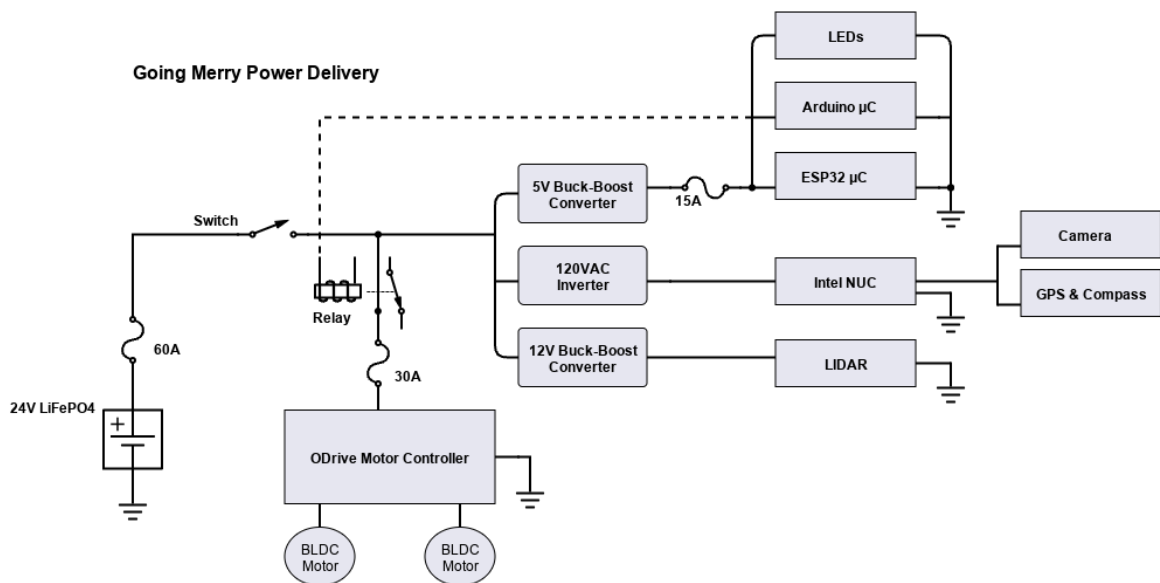 Going Merry Power Delivery
LEDs
Arduino µC
ESP32 µC
5V Buck-Boost
Converter
15A
Switch
120VAC
Inverter
Intel NUC
Camera
GPS & Compass
Relay
12V Buck-Boost
Converter
LIDAR
60A
30A
24V LiFePO4
+
ODrive Motor Controller
BLDC
Motor
BLDC
Motor